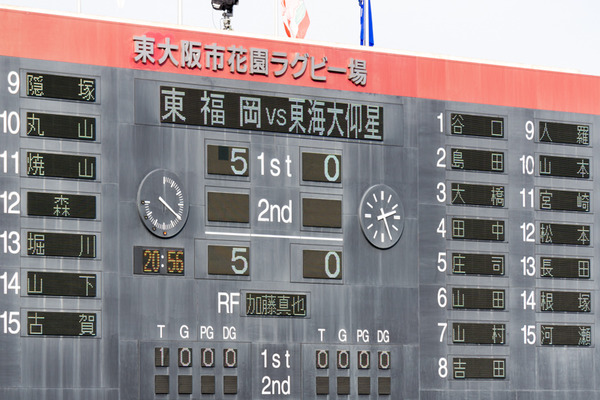 東大阪市花園ラグビー場
東福岡 VS 東海大仰星
9 隠塚
10 丸山
11 焼山
12 森
13 堀川
14 山下
15 古賀
5 1st 0
2nd
5 0
20:56
RF 加藤真也
T G PG DG T G PG DG
1 0 0 0 1st 0 0 0 0
2nd
1 谷口
2 島田
3 大橋
4 田中
5 庄司
6 山田
7 山村
8 吉田
9 人羅
10 山本
11 宮崎
12 松本
13 長田
14 根塚
15 河瀬